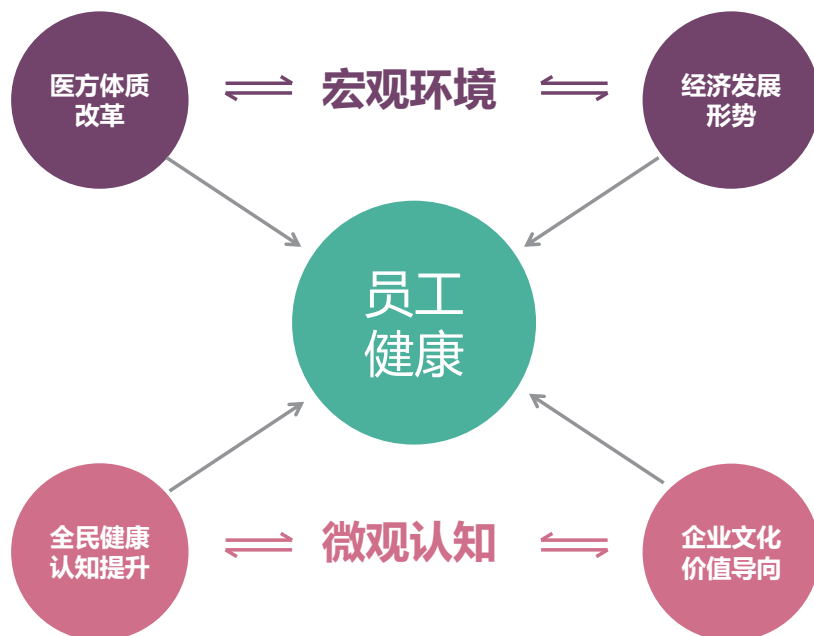 医方体质
改革
宏观环境
经济发展
形势
员工
健康
全民健康
认知提升
微观认知
企业文化
价值导向